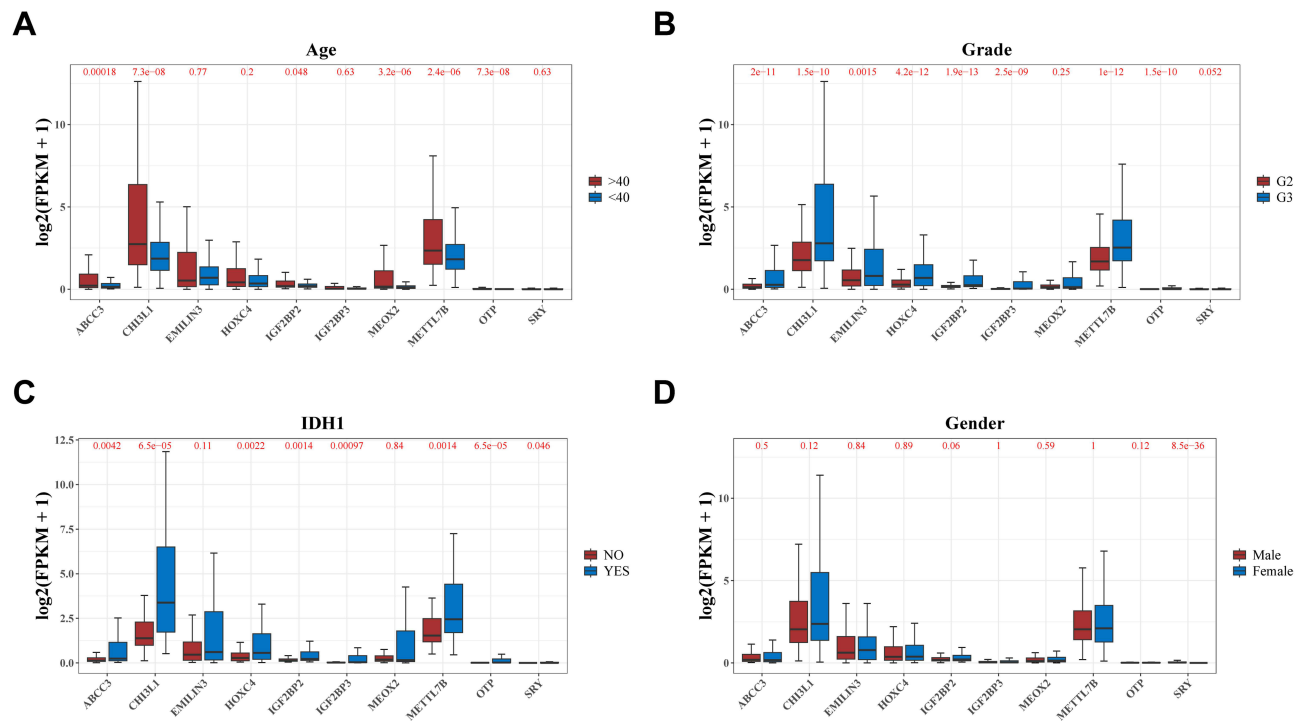 A
Age
0.00018 7.3e−08 0.77 0.2 0.048 0.63 3.2e−06 2.4e−06 7.3e−08 0.63
log2(FPKM + 1)
10
5
0
>40
<40
ABCC3 CHI3L1 EMILIN3 HOXC4 IGF2BP2 IGF2BP3 MEOX2 METTL7B OTP SRY
B
Grade
2e−11 1.5e−10 0.0015 4.2e−12 1.9e−13 2.5e−09 0.25 1e−12 1.5e−10 0.052
log2(FPKM + 1)
10
5
0
G2
G3
ABCC3 CHI3L1 EMILIN3 HOXC4 IGF2BP2 IGF2BP3 MEOX2 METTL7B OTP SRY
C
IDH1
12.5
0.0042 6.5e−05 0.11 0.0022 0.0014 0.00097 0.84 0.0014 6.5e−05 0.046
log2(FPKM + 1)
10.0
7.5
5.0
2.5
0.0
NO
YES
ABCC3 CHI3L1 EMILIN3 HOXC4 IGF2BP2 IGF2BP3 MEOX2 METTL7B OTP SRY
D
Gender
0.5 0.12 0.84 0.89 0.06 1 0.59 1 0.12 8.5e−36
log2(FPKM + 1)
10
5
0
Male
Female
ABCC3 CHI3L1 EMILIN3 HOXC4 IGF2BP2 IGF2BP3 MEOX2 METTL7B OTP SRY